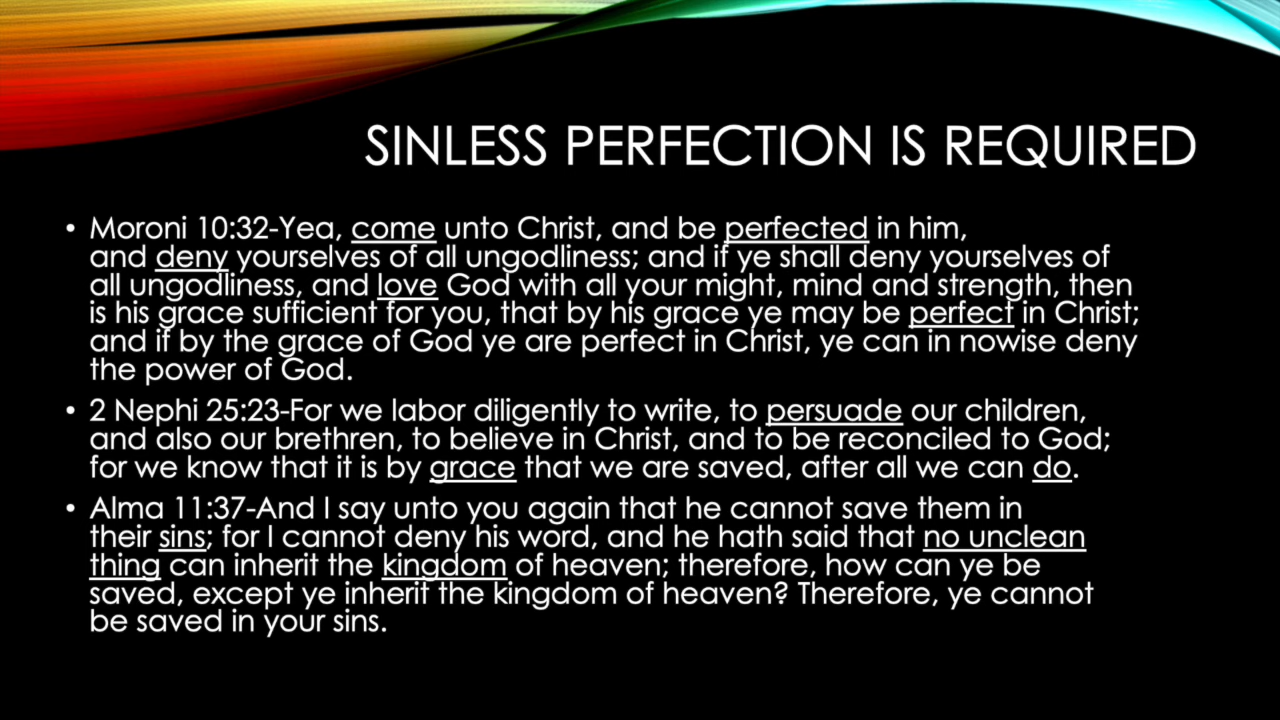 SINLESS PERFECTION IS REQUIRED
• Moroni 10:32-Yea, come unto Christ, and be perfected in him,
and deny yourselves of all ungodliness; and if ye shall deny yourselves of
all ungodliness, and love God with all your might, mind and strength, then
is his grace sufficient for you, that by his grace ye may be perfect in Christ;
and if by the grace of God ye are perfect in Christ, ye can in nowise deny
the power of God.
• 2 Nephi 25:23-For we labor diligently to write, to persuade our children,
and also our brethren, to believe in Christ, and to be reconciled to God;
for we know that it is by grace that we are saved, after all we can do.
• Alma 11:37-And I say unto you again that he cannot save them in
their sins; for I cannot deny his word, and he hath said that no unclean
thing can inherit the kingdom of heaven; therefore, how can ye be
saved, except ye inherit the kingdom of heaven? Therefore, ye cannot
be saved in your sins.